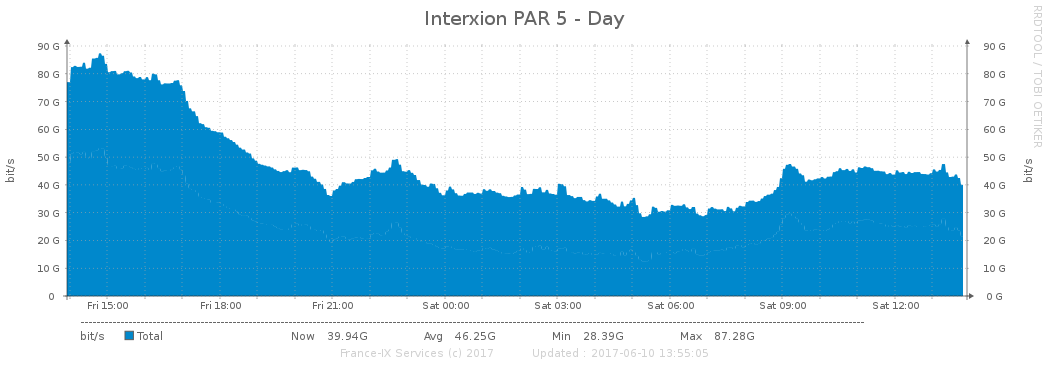 Interxion PAR 5 - Day
RRDTOOL / TOBI OETIKER
90 G 90 G
80 G 80 G
70 G 70 G
60 G 60 G
50 G 50 G
40 G 40 G
30 G 30 G
20 G 20 G
10 G 10 G
0 0 G
bit/s bit/s
Fri 15:00 Fri 18:00 Fri 21:00 Sat 00:00 Sat 03:00 Sat 06:00 Sat 09:00 Sat 12:00
bit/s Total Now 39.94G Avg 46.25G Min 28.39G Max 87.28G
France-IX Services (c) 2017 Updated : 2017-06-10 13:55:05